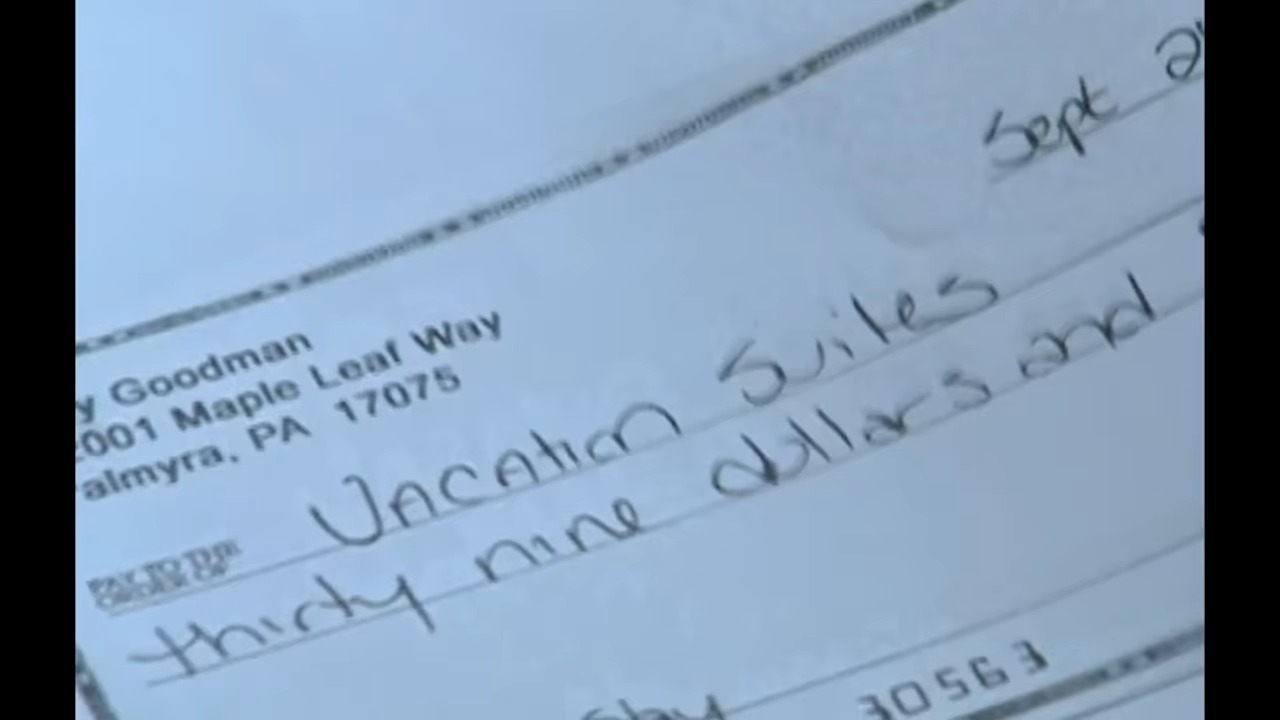 Sept 2
y Goodman
2001 Maple Leaf Way
almyra, PA 17075
PAY TO THE
ORDER OF
Vacation Suites
thirty nine dollars and
30563